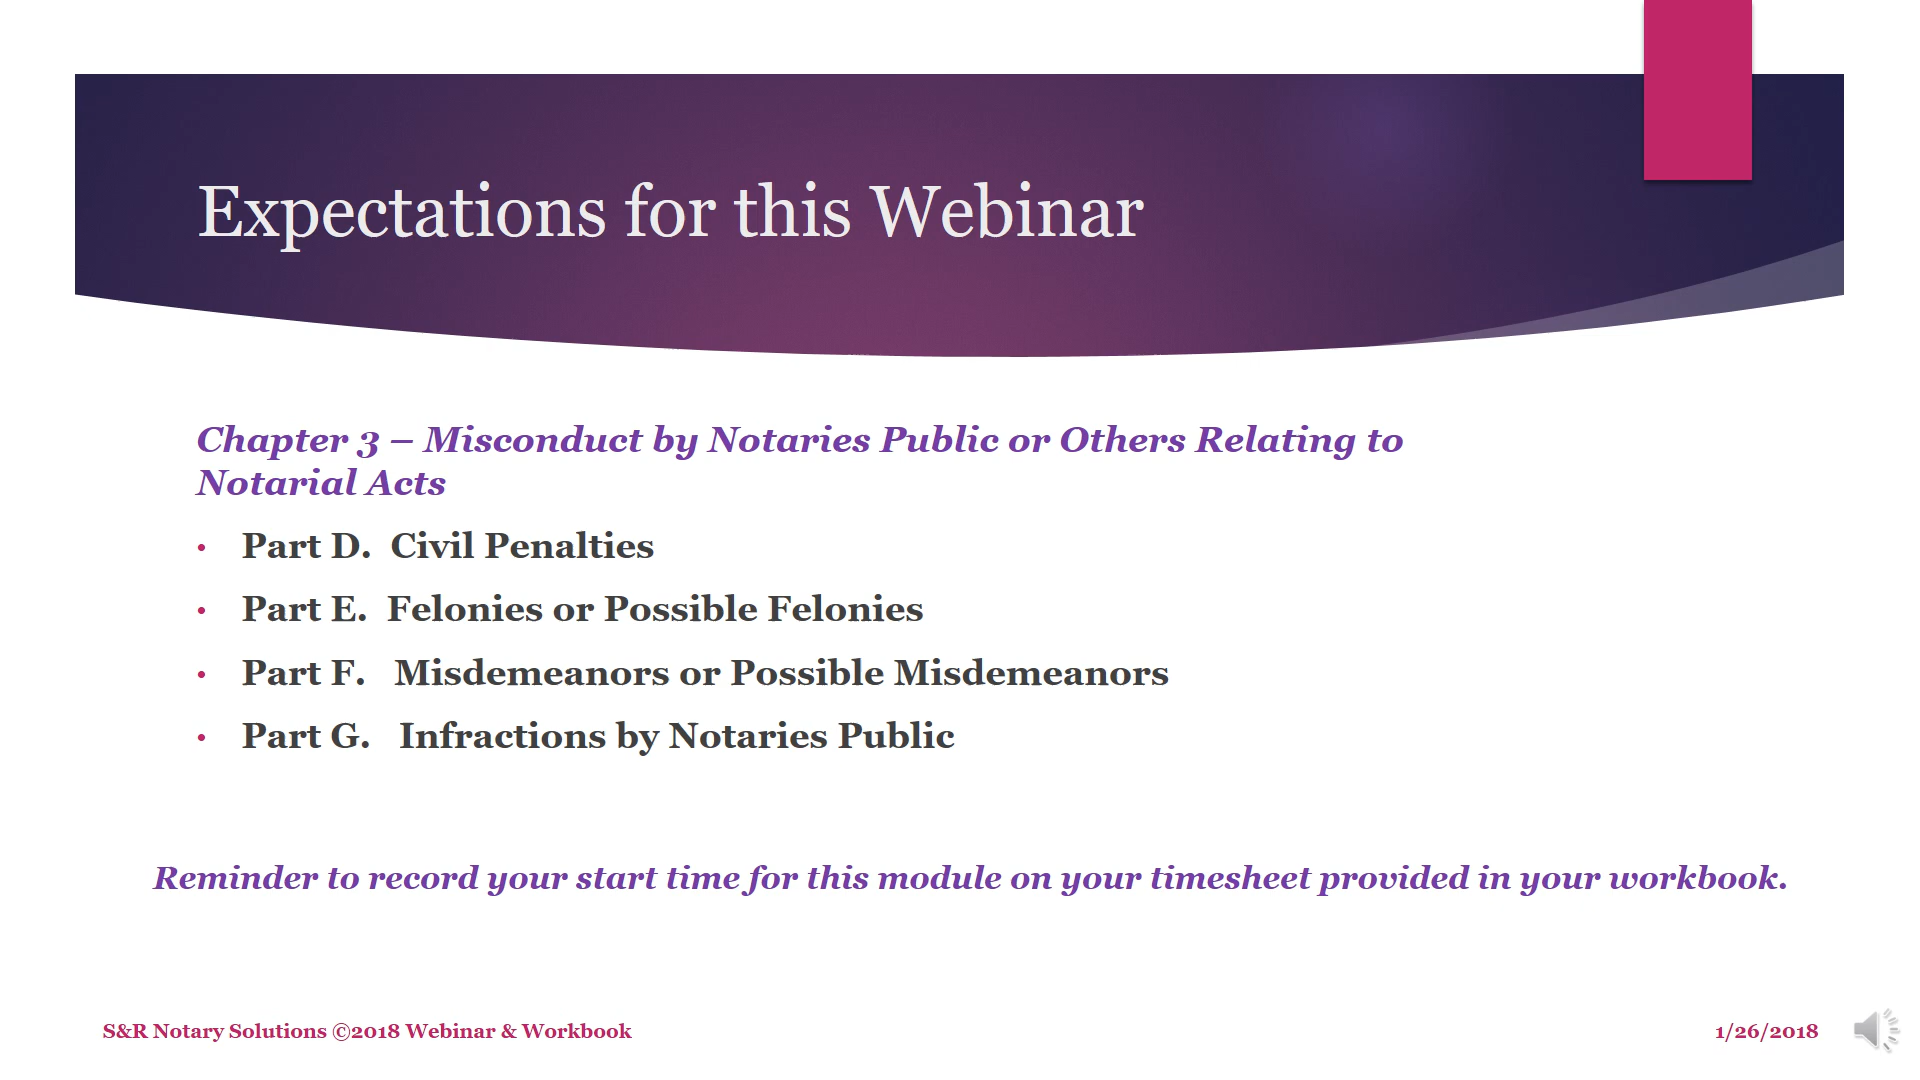 Expectations for this Webinar
Chapter 3 – Misconduct by Notaries Public or Others Relating to
Notarial Acts
• Part D. Civil Penalties
• Part E. Felonies or Possible Felonies
• Part F. Misdemeanors or Possible Misdemeanors
• Part G. Infractions by Notaries Public
Reminder to record your start time for this module on your timesheet provided in your workbook.
S&R Notary Solutions ©2018 Webinar & Workbook
1/26/2018